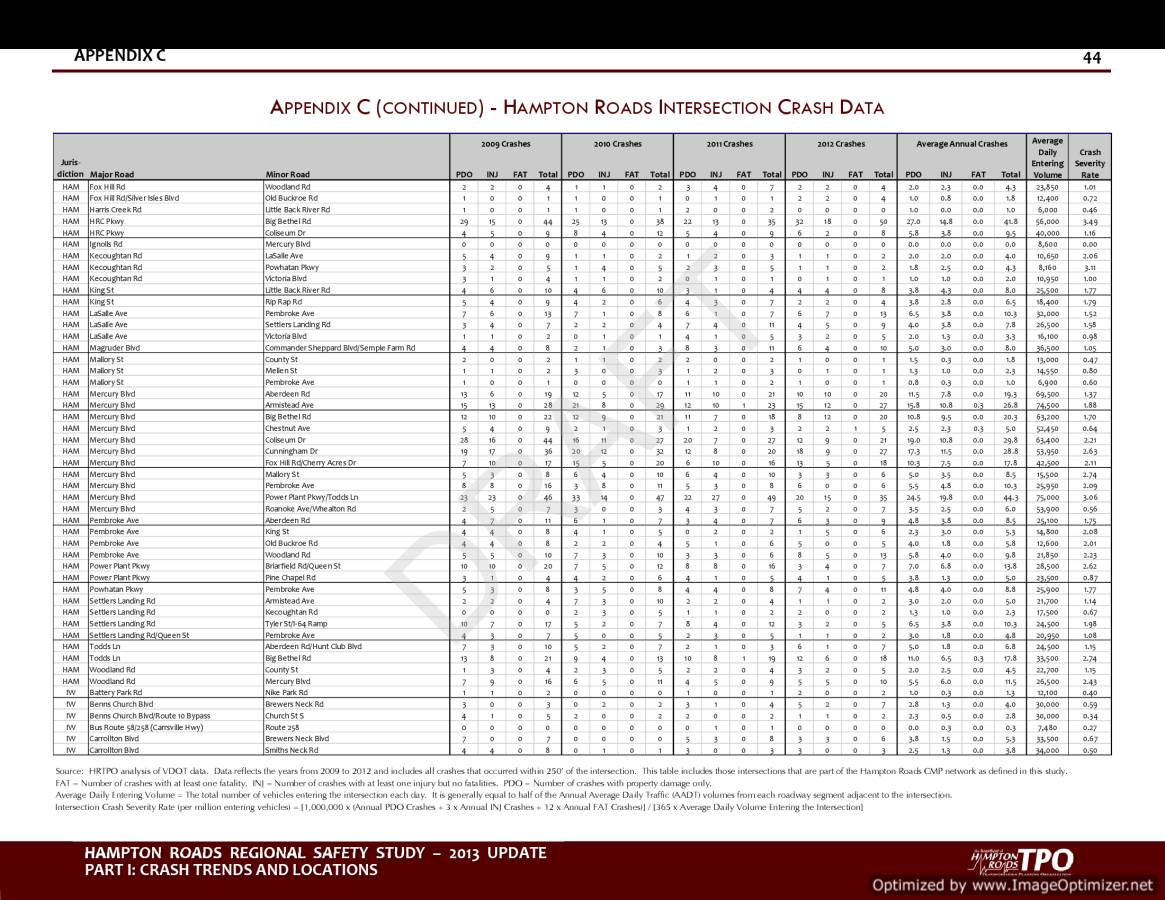 APPENDIX C 44
APPENDIX C (CONTINUED) - HAMPTON ROADS INTERSECTION CRASH DATA
2009 Crashes 2010 Crashes 2011 Crashes 2012 Crashes Average Annual Crashes Average Daily Entering Volume Crash Severity Rate
Juris-diction Major Road Minor Road PDO INJ FAT Total PDO INJ FAT Total PDO INJ FAT Total PDO INJ FAT Total PDO INJ FAT Total
HAM Fox Hill Rd Woodland Rd 2 2 0 4 1 1 0 2 3 4 0 7 2 2 0 4 2.0 2.3 0.0 4.3 23,850 1.01
HAM Fox Hill Rd/Silver Isles Blvd Old Buckroe Rd 1 0 0 1 1 0 0 1 0 1 0 1 2 2 0 4 1.0 0.8 0.0 1.8 12,400 0.72
HAM Harris Creek Rd Little Back River Rd 1 0 0 1 1 0 0 1 2 0 0 2 0 0 0 0 1.0 0.0 0.0 1.0 6,000 0.46
HAM HRC Pkwy Big Bethel Rd 29 15 0 44 25 13 0 38 22 13 0 35 32 18 0 50 27.0 14.8 0.0 41.8 56,000 3.49
HAM HRC Pkwy Coliseum Dr 4 5 0 9 8 4 0 12 5 4 0 9 6 2 0 8 5.8 3.8 0.0 9.5 40,000 1.16
HAM Ignolls Rd Mercury Blvd 0 0 0 0 0 0 0 0 0 0 0 0 0 0 0 0 0.0 0.0 0.0 0.0 8,600 0.00
HAM Kecoughtan Rd LaSalle Ave 5 4 0 9 1 1 0 2 1 2 0 3 1 1 0 2 2.0 2.0 0.0 4.0 10,650 2.06
HAM Kecoughtan Rd Powhatan Pkwy 3 2 0 5 1 4 0 5 2 3 0 5 1 1 0 2 1.8 2.5 0.0 4.3 8,160 3.11
HAM Kecoughtan Rd Victoria Blvd 3 1 0 4 1 1 0 2 0 1 0 1 0 1 0 1 1.0 1.0 0.0 2.0 10,950 1.00
HAM King St Little Back River Rd 4 6 0 10 4 6 0 10 3 1 0 4 4 4 0 8 3.8 4.3 0.0 8.0 25,500 1.77
HAM King St Rip Rap Rd 5 4 0 9 4 2 0 6 4 3 0 7 2 2 0 4 3.8 2.8 0.0 6.5 18,400 1.79
HAM LaSalle Ave Pembroke Ave 7 6 0 13 7 1 0 8 6 1 0 7 6 7 0 13 6.5 3.8 0.0 10.3 32,000 1.52
HAM LaSalle Ave Settlers Landing Rd 3 4 0 7 2 2 0 4 7 4 0 11 4 5 0 9 4.0 3.8 0.0 7.8 26,500 1.58
HAM LaSalle Ave Victoria Blvd 1 1 0 2 0 1 0 1 4 1 0 5 3 2 0 5 2.0 1.3 0.0 3.3 16,100 0.98
HAM Magruder Blvd Commander Sheppard Blvd/Semple Farm Rd 4 4 0 8 2 1 0 3 8 3 0 11 6 4 0 10 5.0 3.0 0.0 8.0 36,500 1.05
HAM Mallory St County St 2 0 0 2 1 1 0 2 2 0 0 2 1 0 0 1 1.5 0.3 0.0 1.8 13,000 0.47
HAM Mallory St Mellen St 1 1 0 2 3 0 0 3 1 2 0 3 0 1 0 1 1.3 1.0 0.0 2.3 14,550 0.80
HAM Mallory St Pembroke Ave 1 0 0 1 0 0 0 0 1 1 0 2 1 0 0 1 0.8 0.3 0.0 1.0 6,900 0.60
HAM Mercury Blvd Aberdeen Rd 13 6 0 19 12 5 0 17 11 10 0 21 10 10 0 20 11.5 7.8 0.0 19.3 69,500 1.37
HAM Mercury Blvd Armistead Ave 15 13 0 28 21 8 0 29 12 10 1 23 15 12 0 27 15.8 10.8 0.3 26.8 74,500 1.88
HAM Mercury Blvd Big Bethel Rd 12 10 0 22 12 9 0 21 11 7 0 18 8 12 0 20 10.8 9.5 0.0 20.3 63,200 1.70
HAM Mercury Blvd Chestnut Ave 5 4 0 9 2 1 0 3 1 2 0 3 2 2 1 5 2.5 2.3 0.3 5.0 52,450 0.64
HAM Mercury Blvd Coliseum Dr 28 16 0 44 16 11 0 27 20 7 0 27 12 9 0 21 19.0 10.8 0.0 29.8 63,400 2.21
HAM Mercury Blvd Cunningham Dr 19 17 0 36 20 12 0 32 12 8 0 20 18 9 0 27 17.3 11.5 0.0 28.8 53,950 2.63
HAM Mercury Blvd Fox Hill Rd/Cherry Acres Dr 7 10 0 17 15 5 0 20 6 10 0 16 13 5 0 18 10.3 7.5 0.0 17.8 42,500 2.11
HAM Mercury Blvd Mallory St 5 3 0 8 6 4 0 10 6 4 0 10 3 3 0 6 5.0 3.5 0.0 8.5 15,500 2.74
HAM Mercury Blvd Pembroke Ave 8 8 0 16 3 8 0 11 5 3 0 8 6 0 0 6 5.5 4.8 0.0 10.3 25,950 2.09
HAM Mercury Blvd Power Plant Pkwy/Todds Ln 23 23 0 46 33 14 0 47 22 27 0 49 20 15 0 35 24.5 19.8 0.0 44.3 75,000 3.06
HAM Mercury Blvd Roanoke Ave/Whealton Rd 2 5 0 7 3 0 0 3 4 3 0 7 5 2 0 7 3.5 2.5 0.0 6.0 53,900 0.56
HAM Pembroke Ave Aberdeen Rd 4 7 0 11 6 1 0 7 3 4 0 7 6 3 0 9 4.8 3.8 0.0 8.5 25,100 1.75
HAM Pembroke Ave King St 4 4 0 8 4 1 0 5 0 2 0 2 1 5 0 6 2.3 3.0 0.0 5.3 14,800 2.08
HAM Pembroke Ave Old Buckroe Rd 4 4 0 8 2 2 0 4 5 1 0 6 5 0 0 5 4.0 1.8 0.0 5.8 12,600 2.01
HAM Pembroke Ave Woodland Rd 5 5 0 10 7 3 0 10 3 3 0 6 8 5 0 13 5.8 4.0 0.0 9.8 21,850 2.23
HAM Power Plant Pkwy Briarfield Rd/Queen St 10 10 0 20 7 5 0 12 8 8 0 16 3 4 0 7 7.0 6.8 0.0 13.8 28,500 2.62
HAM Power Plant Pkwy Pine Chapel Rd 3 1 0 4 4 2 0 6 4 1 0 5 4 1 0 5 3.8 1.3 0.0 5.0 23,500 0.87
HAM Powhatan Pkwy Pembroke Ave 5 3 0 8 3 5 0 8 4 4 0 8 7 4 0 11 4.8 4.0 0.0 8.8 25,900 1.77
HAM Settlers Landing Rd Armistead Ave 2 2 0 4 7 3 0 10 2 2 0 4 1 1 0 2 3.0 2.0 0.0 5.0 21,700 1.14
HAM Settlers Landing Rd Kecoughtan Rd 0 0 0 0 2 3 0 5 1 1 0 2 2 0 0 2 1.3 1.0 0.0 2.3 17,500 0.67
HAM Settlers Landing Rd Tyler St/I-64 Ramp 10 7 0 17 5 2 0 7 8 4 0 12 3 2 0 5 6.5 3.8 0.0 10.3 24,500 1.98
HAM Settlers Landing Rd/Queen St Pembroke Ave 4 3 0 7 5 0 0 5 2 3 0 5 1 1 0 2 3.0 1.8 0.0 4.8 20,950 1.08
HAM Todds Ln Aberdeen Rd/Hunt Club Blvd 7 3 0 10 5 2 0 7 2 1 0 3 6 1 0 7 5.0 1.8 0.0 6.8 24,500 1.15
HAM Todds Ln Big Bethel Rd 13 8 0 21 9 4 0 13 10 8 1 19 12 6 0 18 11.0 6.5 0.3 17.8 33,500 2.74
HAM Woodland Rd County St 1 3 0 4 2 3 0 5 2 2 0 4 3 2 0 5 2.0 2.5 0.0 4.5 22,700 1.15
HAM Woodland Rd Mercury Blvd 7 9 0 16 6 5 0 11 4 5 0 9 5 5 0 10 5.5 6.0 0.0 11.5 26,500 2.43
IW Battery Park Rd Nike Park Rd 1 1 0 2 0 0 0 0 1 0 0 1 2 0 0 2 1.0 0.3 0.0 1.3 12,100 0.40
IW Benns Church Blvd Brewers Neck Rd 3 0 0 3 0 2 0 2 3 1 0 4 5 2 0 7 2.8 1.3 0.0 4.0 30,000 0.59
IW Benns Church Blvd/Route 10 Bypass Church St S 4 1 0 5 2 0 0 2 2 0 0 2 1 1 0 2 2.3 0.5 0.0 2.8 30,000 0.34
IW Bus Route 58/258 (Carrsville Hwy) Route 258 0 0 0 0 0 0 0 0 0 1 0 1 0 0 0 0 0.0 0.3 0.0 0.3 7,480 0.27
IW Carrollton Blvd Brewers Neck Blvd 7 0 0 7 0 0 0 0 5 3 0 8 3 3 0 6 3.8 1.5 0.0 5.3 33,500 0.67
IW Carrollton Blvd Smiths Neck Rd 4 4 0 8 0 1 0 1 3 0 0 3 3 0 0 3 2.5 1.3 0.0 3.8 34,000 0.50
DRAFT
Source: HRTPO analysis of VDOT data. Data reflects the years from 2009 to 2012 and includes all crashes that occurred within 250' of the intersection. This table includes those intersections that are part of the Hampton Roads CMP network as defined in this study.
FAT = Number of crashes with at least one fatality. INJ = Number of crashes with at least one injury but no fatalities. PDO = Number of crashes with property damage only.
Average Daily Entering Volume = The total number of vehicles entering the intersection each day. It is generally equal to half of the Annual Average Daily Traffic (AADT) volumes from each roadway segment adjacent to the intersection.
Intersection Crash Severity Rate (per million entering vehicles) = [1,000,000 x (Annual PDO Crashes + 3 x Annual INJ Crashes + 12 x Annual FAT Crashes)] / [365 x Average Daily Volume Entering the Intersection]
HAMPTON ROADS REGIONAL SAFETY STUDY – 2013 UPDATE
PART I: CRASH TRENDS AND LOCATIONS
HAMPTON ROADS TPO
Optimized by www.ImageOptimizer.net